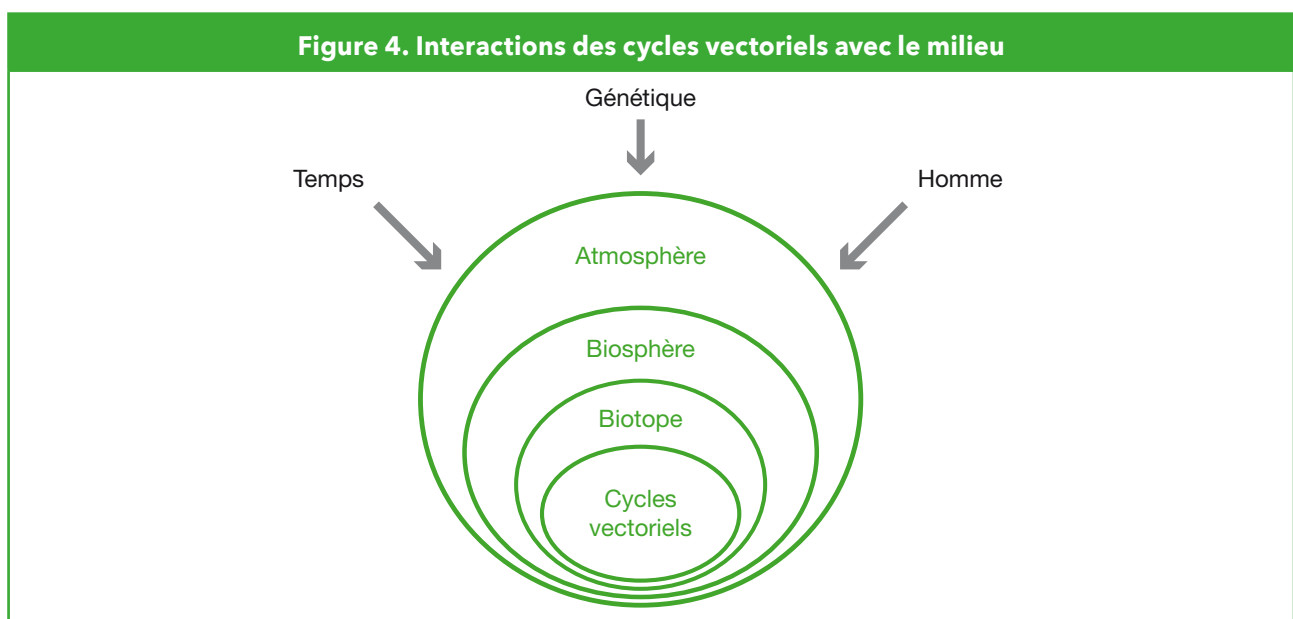 Figure 4. Interactions des cycles vectoriels avec le milieu
Génétique
Temps
Homme
Atmosphère
Biosphère
Biotope
Cycles
vectoriels